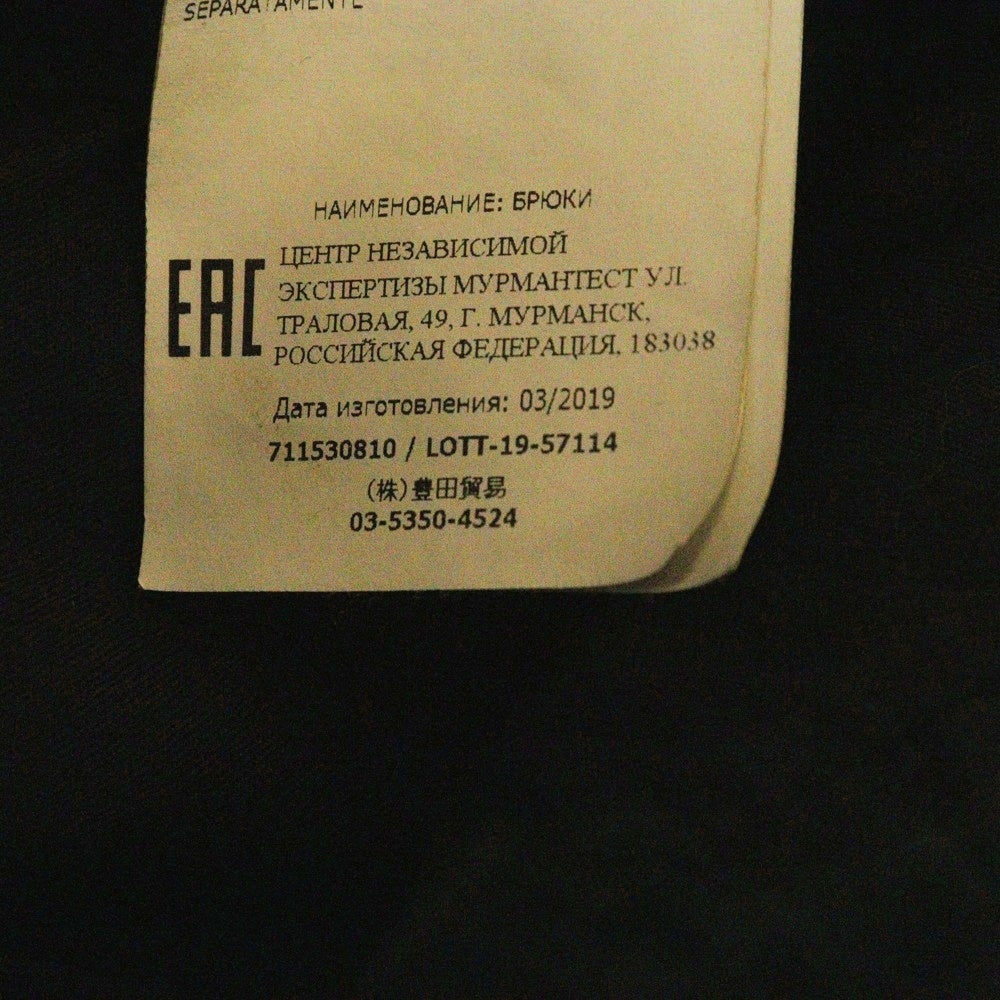 SEPARATAMENTE
НАИМЕНОВАНИЕ: БРЮКИ
EAC
ЦЕНТР НЕЗАВИСИМОЙ
ЭКСПЕРТИЗЫ МУРМАНТЕСТ УЛ.
ТРАЛОВАЯ, 49, Г. МУРМАНСК,
РОССИЙСКАЯ ФЕДЕРАЦИЯ, 183038
Дата изготовления: 03/2019
711530810 / LOTT-19-57114
(株)豊田貿易
03-5350-4524